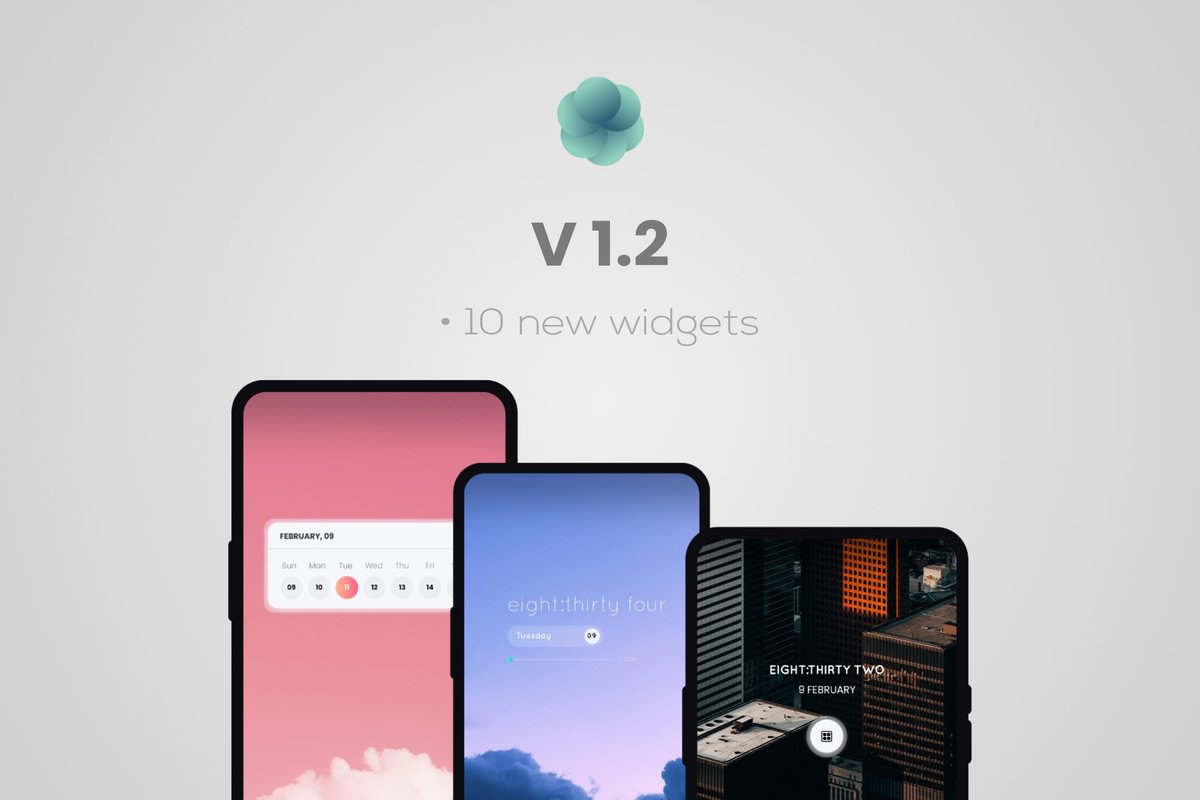 V 1.2
• 10 new widgets
FEBRUARY, 09
Sun Mon Tue Wed Thu Fri
09 10 11 12 13 14
eight:thirty four
Tuesday 09
EIGHT:THIRTY TWO
9 FEBRUARY